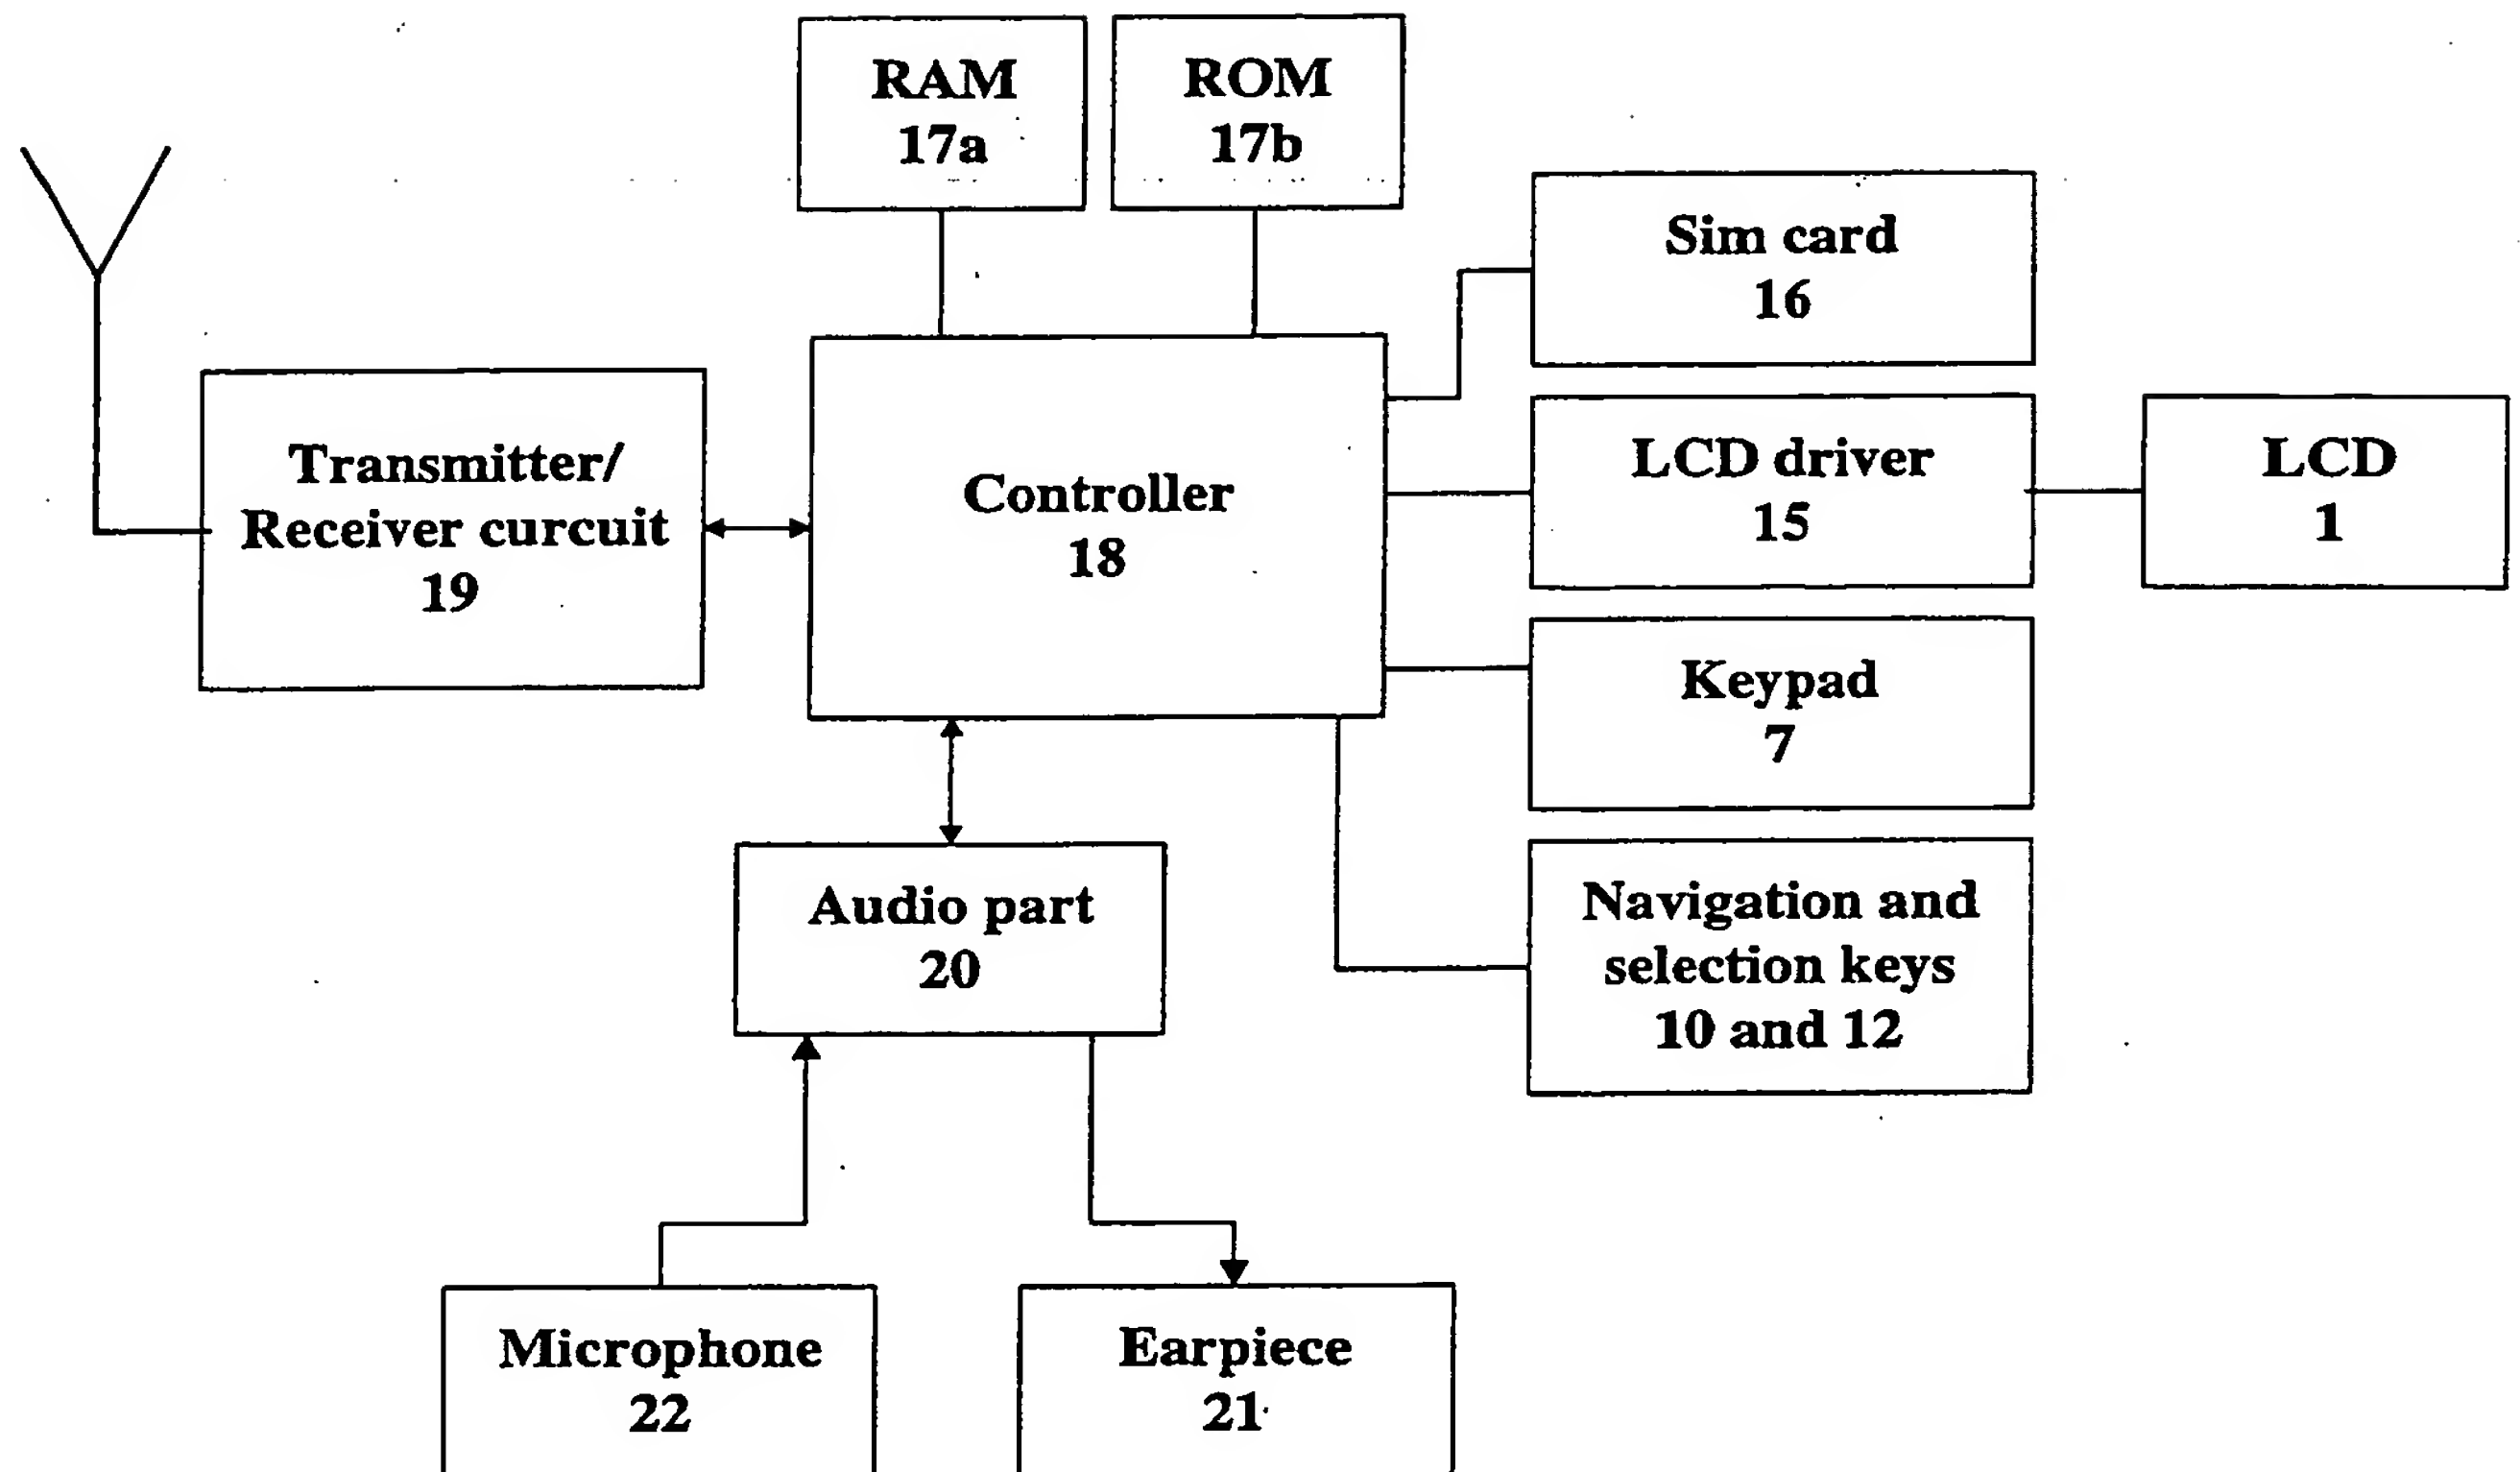 RAM
17a
ROM
17b
Sim card
16
Transmitter/
Receiver curcuit
19
Controller
18
LCD driver
15
LCD
1
Keypad
7
Audio part
20
Navigation and
selection keys
10 and 12
Microphone
22
Earpiece
21